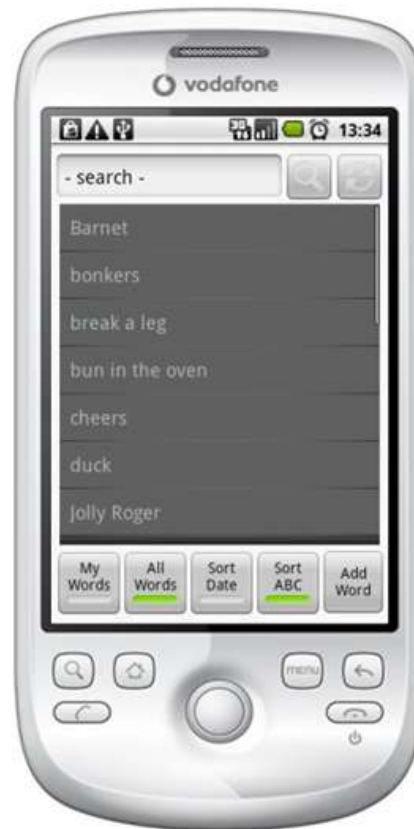 vodafone
13:34
- search -
Barnet
bonkers
break a leg
bun in the oven
cheers
duck
Jolly Roger
My Words
All Words
Sort Date
Sort ABC
Add Word
menu